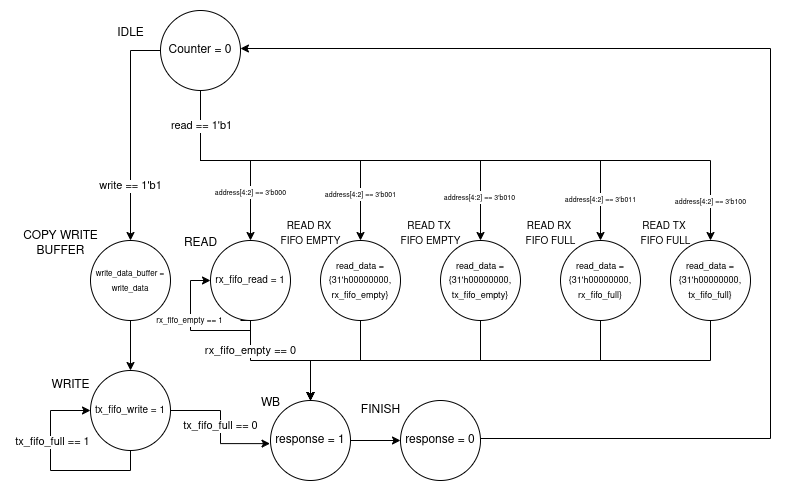 IDLE
Counter = 0
read == 1'b1
write == 1'b1
address[4:2] == 3'b000
address[4:2] == 3'b001
address[4:2] == 3'b010
address[4:2] == 3'b011
address[4:2] == 3'b100
COPY WRITE
BUFFER
write_data_buffer =
write_data
READ
rx_fifo_read = 1
rx_fifo_empty == 1
rx_fifo_empty == 0
READ RX
FIFO EMPTY
read_data =
{31'h00000000,
rx_fifo_empty}
READ TX
FIFO EMPTY
read_data =
{31'h00000000,
tx_fifo_empty}
READ RX
FIFO FULL
read_data =
{31'h00000000,
rx_fifo_full}
READ TX
FIFO FULL
read_data =
{31'h00000000,
tx_fifo_full}
WRITE
tx_fifo_write = 1
tx_fifo_full == 1
tx_fifo_full == 0
WB
response = 1
FINISH
response = 0